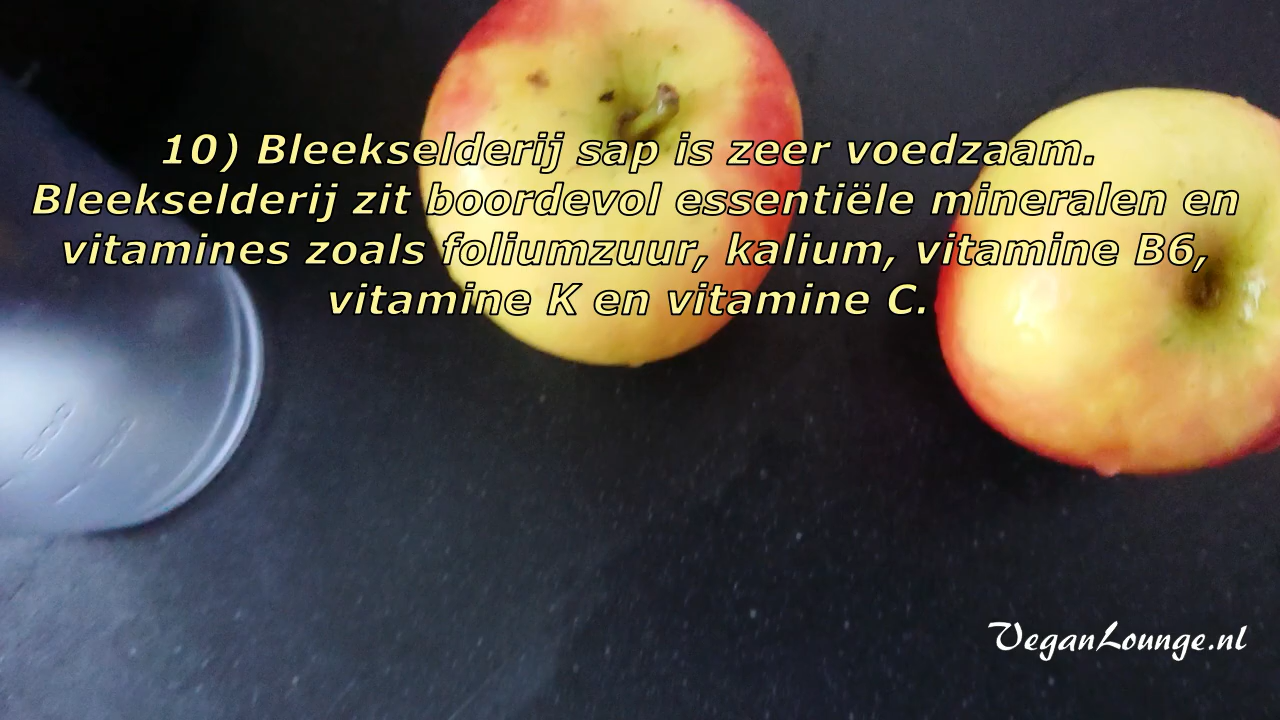 10) Bleekselderij sap is zeer voedzaam.
Bleekselderij zit boordevol essentiële mineralen en
vitamines zoals foliumzuur, kalium, vitamine B6,
vitamine K en vitamine C.
VeganLounge.nl